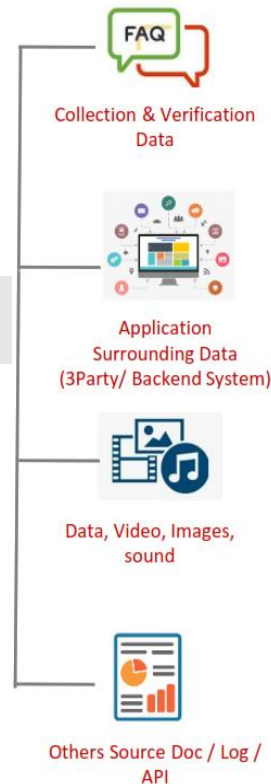 FAQ
Collection & Verification
Data
Application
Surrounding Data
(3Party/ Backend System)
Data, Video, Images,
sound
Others Source Doc / Log /
API